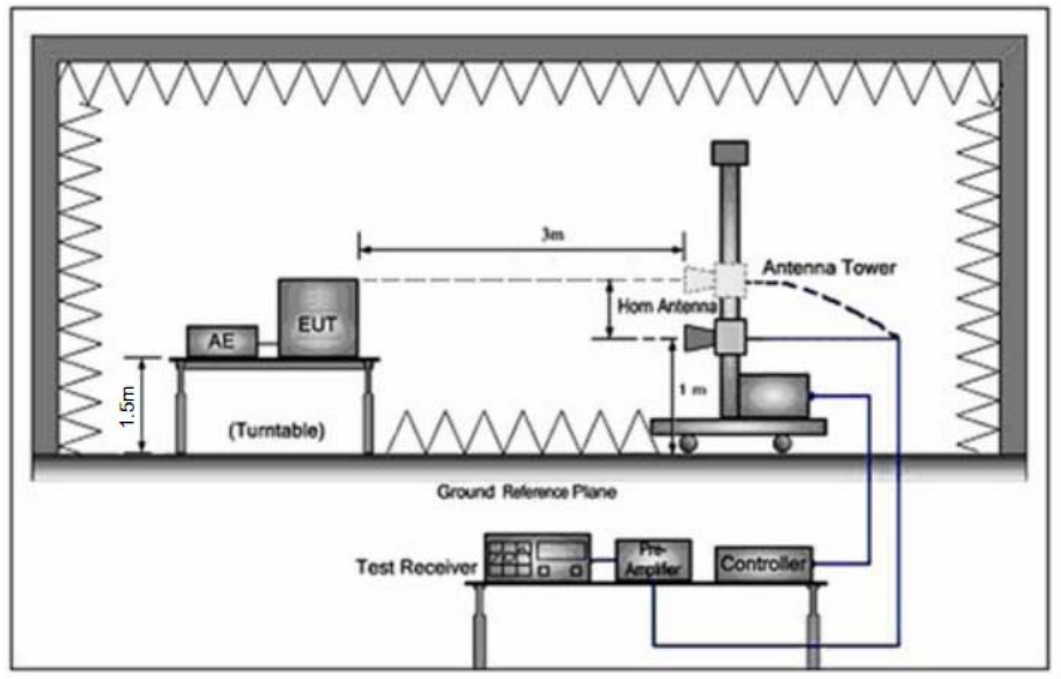 3m
Antenna Tower
Horn Antenna
EUT
AE
1 m
1.5m
(Turntable)
Ground Reference Plane
Test Receiver
Pre-
Amplifier
Controller